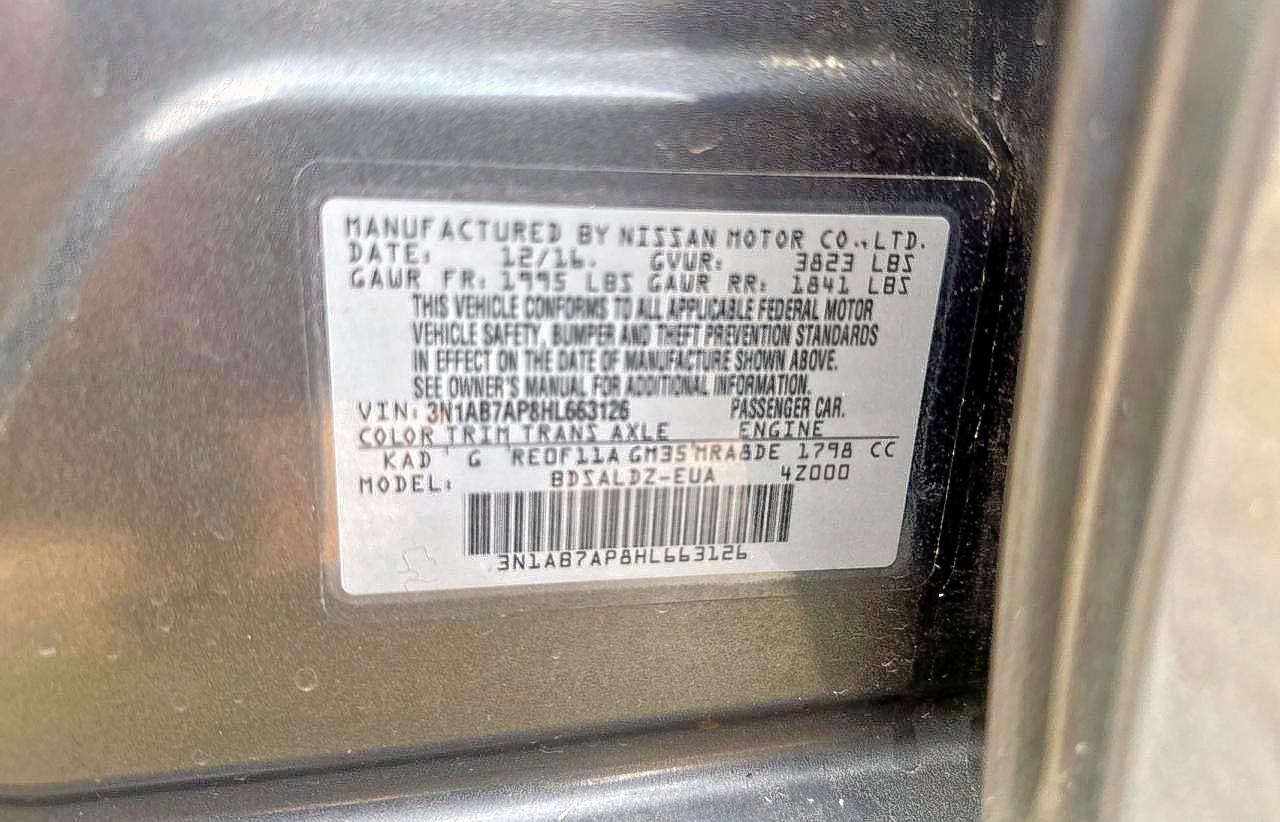 MANUFACTURED BY NISSAN MOTOR CO., LTD.
DATE: 12/16. GVWR: 3823 LBS
GAWR FR: 1995 LBS GAWR RR: 1841 LBS
THIS VEHICLE CONFORMS TO ALL APPLICABLE FEDERAL MOTOR
VEHICLE SAFETY, BUMPER AND THEFT PREVENTION STANDARDS
IN EFFECT ON THE DATE OF MANUFACTURE SHOWN ABOVE.
SEE OWNER'S MANUAL FOR ADDITIONAL INFORMATION.
VIN: 3N1AB7AP8HL663126 PASSENGER CAR.
COLOR TRIM TRANS AXLE ENGINE
KAD G RE0F11A GM35 MRA8DE 1798 CC
MODEL: BDSALDZ-EUA 4Z000
3N1AB7AP8HL663126